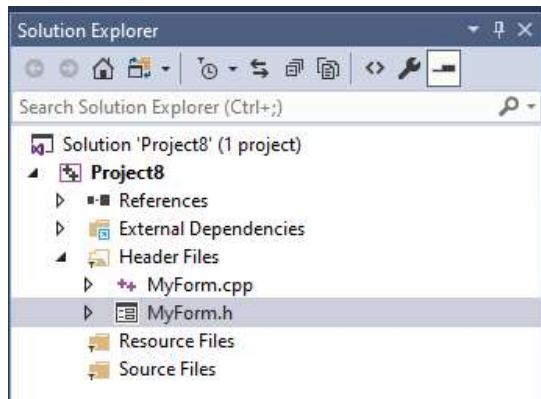 Solution Explorer
Search Solution Explorer (Ctrl+;)
Solution 'Project8' (1 project)
Project8
References
External Dependencies
Header Files
MyForm.cpp
MyForm.h
Resource Files
Source Files